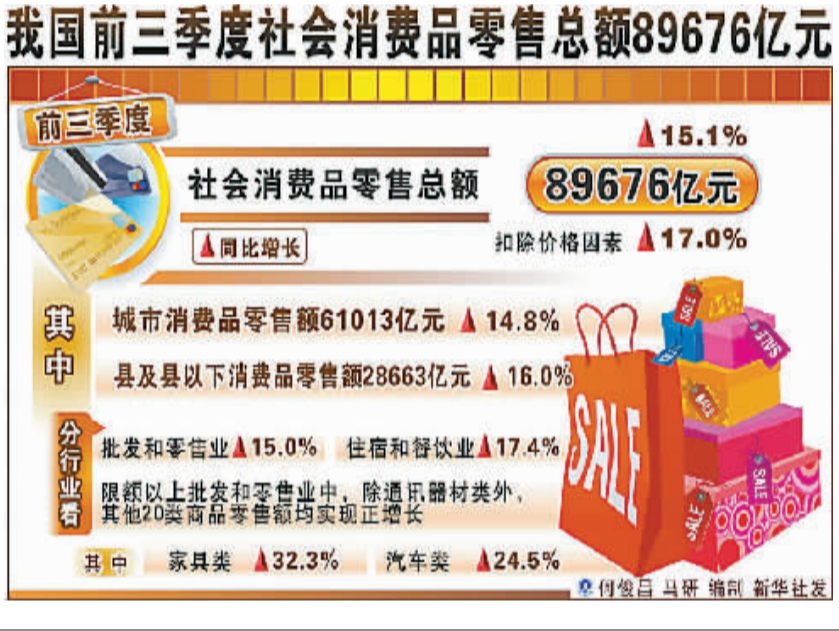 我国前三季度社会消费品零售总额89676亿元
前三季度
社会消费品零售总额
▲15.1%
89676亿元
▲同比增长
扣除价格因素 ▲17.0%
其中
城市消费品零售额61013亿元 ▲14.8%
县及县以下消费品零售额28663亿元 ▲16.0%
分行业看
批发和零售业▲15.0% 住宿和餐饮业▲17.4%
限额以上批发和零售业中，除通讯器材类外，
其他20类商品零售额均实现正增长
其中 家具类 ▲32.3% 汽车类 ▲24.5%
SALE
SALE
SALE
SALE
SALE
SALE
SALE
何俊昌 马研 编制 新华社发